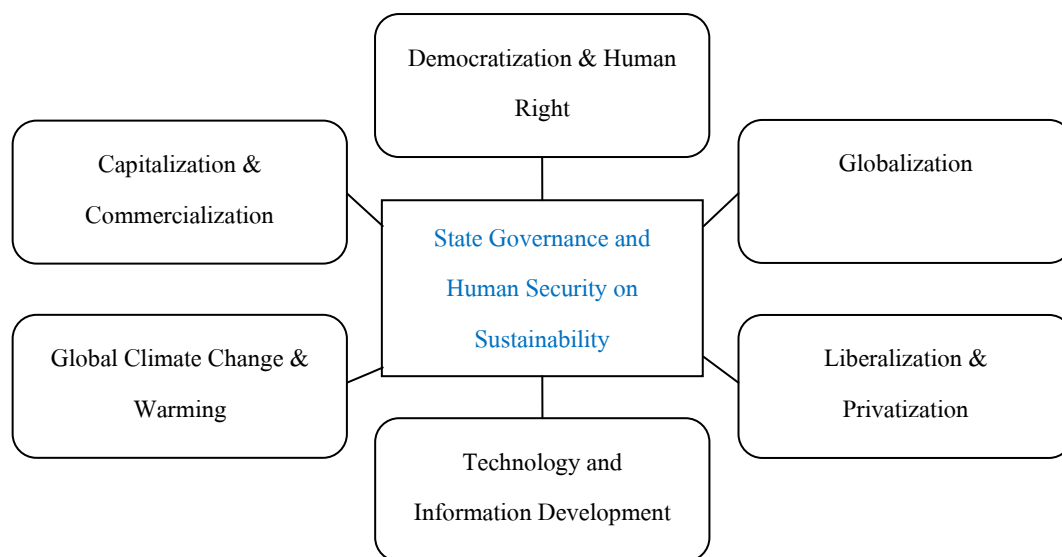 Democratization & Human
Right
Capitalization &
Commercialization
Globalization
State Governance and
Human Security on
Sustainability
Global Climate Change &
Warming
Liberalization &
Privatization
Technology and
Information Development